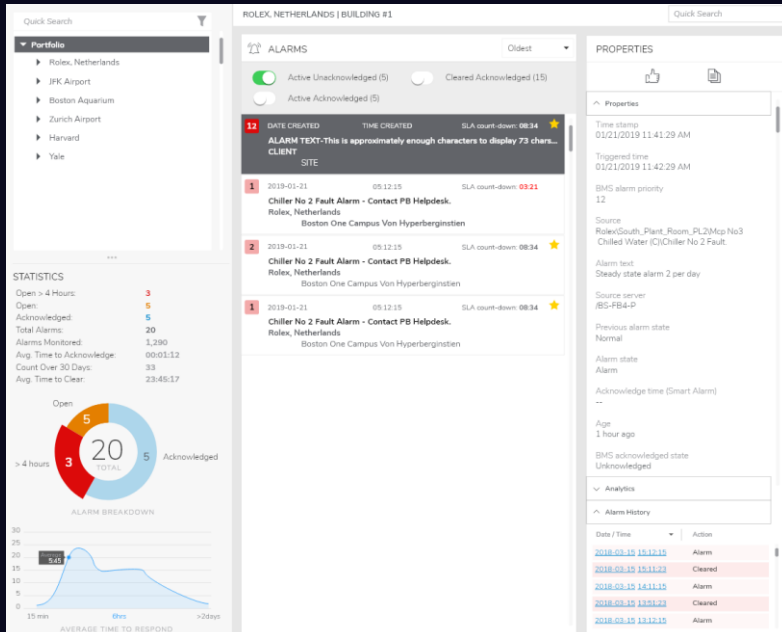 Quick Search
Portfolio
Rolex, Netherlands
JFK Airport
Boston Aquarium
Zurich Airport
Harvard
Yale
STATISTICS
Open > 4 Hours: 3
Open: 5
Acknowledged: 5
Total Alarms: 20
Alarms Monitored: 1,290
Avg. Time to Acknowledge: 00:01:12
Count Over 30 Days: 33
Avg. Time to Clear: 23:45:17
Open
5
> 4 hours
3
20
TOTAL
5
Acknowledged
ALARM BREAKDOWN
30
25
20
15
10
5
0
Average
5:45
15 min 6hrs >2days
AVERAGE TIME TO RESPOND
ROLEX, NETHERLANDS | BUILDING #1
Quick Search
ALARMS
Oldest
Active Unacknowledged (5)
Cleared Acknowledged (15)
Active Acknowledged (5)
12 DATE CREATED TIME CREATED SLA count-down: 08:34
ALARM TEXT-This is approximately enough characters to display 73 chars...
CLIENT
SITE
1 2019-01-21 05:12:15 SLA count-down: 03:21
Chiller No 2 Fault Alarm - Contact PB Helpdesk.
Rolex, Netherlands
Boston One Campus Von Hyperberginstien
2 2019-01-21 05:12:15 SLA count-down: 08:34
Chiller No 2 Fault Alarm - Contact PB Helpdesk.
Rolex, Netherlands
Boston One Campus Von Hyperberginstien
1 2019-01-21 05:12:15 SLA count-down: 08:34
Chiller No 2 Fault Alarm - Contact PB Helpdesk.
Rolex, Netherlands
Boston One Campus Von Hyperberginstien
PROPERTIES
Properties
Time stamp
01/21/2019 11:41:29 AM
Triggered time
01/21/2019 11:42:29 AM
BMS alarm priority
12
Source
Rolex\South_Plant_Room_PL2\Mcp No3
Chilled Water (C)\Chiller No 2 Fault.
Alarm text
Steady state alarm 2 per day
Source server
/BS-FB4-P
Previous alarm state
Normal
Alarm state
Alarm
Acknowledge time (Smart Alarm)
--
Age
1 hour ago
BMS acknowledged state
Unknowledged
Analytics
Alarm History
Date / Time Action
2018-03-15 15:12:15 Alarm
2018-03-15 15:11:23 Cleared
2018-03-15 14:11:15 Alarm
2018-03-15 13:51:23 Cleared
2018-03-15 13:12:15 Alarm